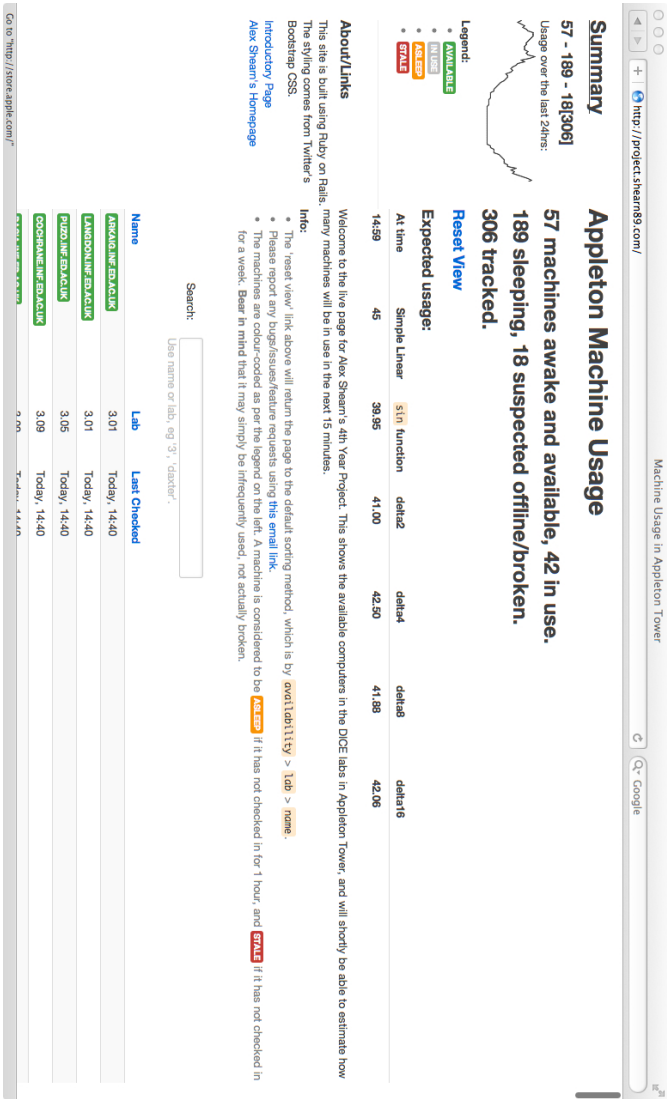 Machine Usage in Appleton Tower
http://project.shearn89.com/
Google
Summary
57 - 189 - 18[306]
Usage over the last 24hrs:
Legend:
AVAILABLE
IN USE
ASLEEP
STALE
About/Links
This site is built using Ruby on Rails.
The styling comes from Twitter's
Bootstrap CSS.
Introductory Page
Alex Shearn's Homepage
Appleton Machine Usage
57 machines awake and available, 42 in use.
189 sleeping, 18 suspected offline/broken.
306 tracked.
Reset View
Expected usage:
At time Simple Linear sin function delta2 delta4 delta8 delta16
14:59 45 39.95 41.00 42.50 41.88 42.06
Welcome to the live page for Alex Shearn's 4th Year Project. This shows the available computers in the DICE labs in Appleton Tower, and will shortly be able to estimate how
many machines will be in use in the next 15 minutes.
Info:
The 'reset view' link above will return the page to the default sorting method, which is by availability > lab > name.
Please report any bugs/issues/feature requests using this email link.
The machines are colour-coded as per the legend on the left. A machine is considered to be ASLEEP if it has not checked in for 1 hour, and STALE if it has not checked in
for a week. Bear in mind that it may simply be infrequently used, not actually broken.
Search:
Use name or lab, eg '3', 'daxter'.
Name Lab Last Checked
ARKAIG.INF.ED.AC.UK 3.01 Today, 14:40
LANGDON.INF.ED.AC.UK 3.01 Today, 14:40
PUZO.INF.ED.AC.UK 3.05 Today, 14:40
COCHRANE.INF.ED.AC.UK 3.09 Today, 14:40
Go to "http://store.apple.com/"